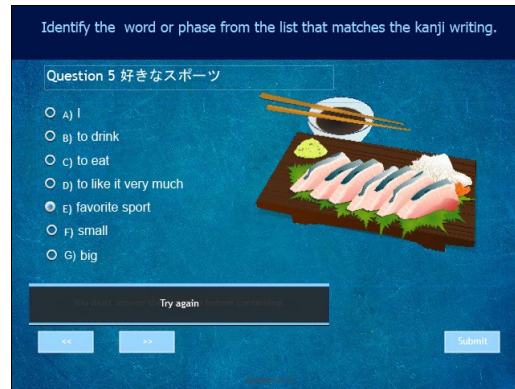 Identify the word or phase from the list that matches the kanji writing.
Question 5 好きなスポーツ
A) I
B) to drink
C) to eat
D) to like it very much
E) favorite sport
F) small
G) big
Try again
<< >> Submit